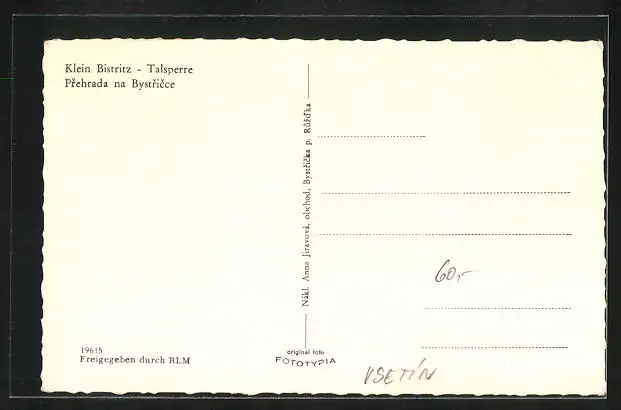 Klein Bistritz - Talsperre
Přehrada na Bystřičce
Nákl. Anna Jiravová, obchod, Bystřička p. Růžďka
60,-
19615
Freigegeben durch RLM
original foto
FOTOTYPIA
VSETÍN